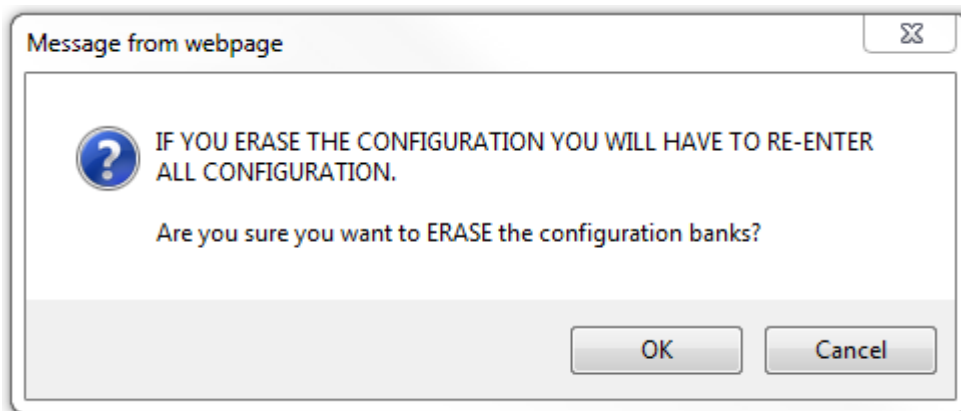 Message from webpage
IF YOU ERASE THE CONFIGURATION YOU WILL HAVE TO RE-ENTER
ALL CONFIGURATION.
Are you sure you want to ERASE the configuration banks?
OK
Cancel